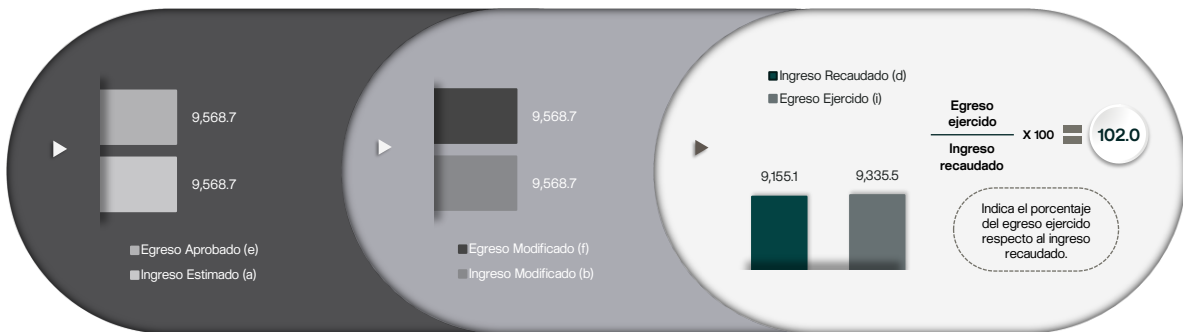 9,568.7
9,568.7
Egreso Aprobado (e)
Ingreso Estimado (a)
9,568.7
9,568.7
Egreso Modificado (f)
Ingreso Modificado (b)
Ingreso Recaudado (d)
Egreso Ejercido (i)
9,155.1
9,335.5
Egreso
ejercido
Ingreso
recaudado
X 100
102.0
Indica el porcentaje
del egreso ejercido
respecto al ingreso
recaudado.